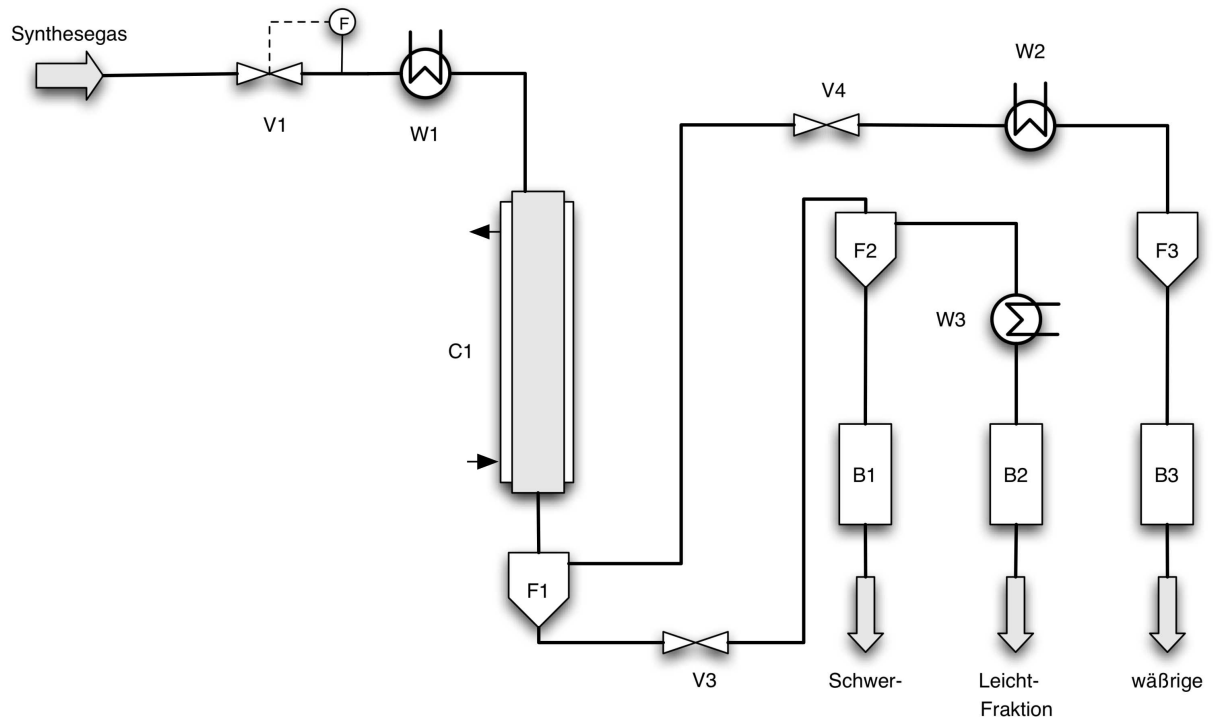 Synthesegas
F
V1
W1
V4
W2
F2
F3
W3
C1
B1
B2
B3
F1
V3
Schwer-
Leicht-
Fraktion
wäßrige